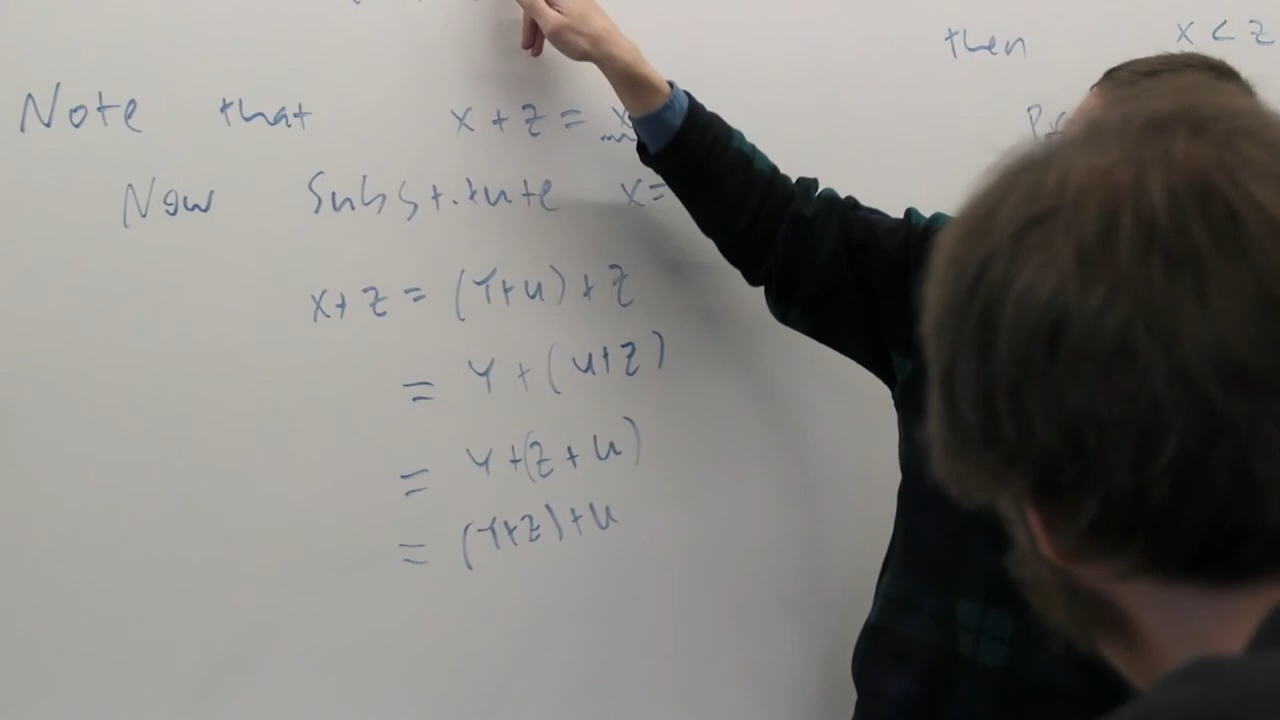 Note that x + z = x
Now Substitute x =
x + z = (Y+u) + z
= Y + (u+z)
= Y + (z + u)
= (Y+z) + u
then x < z